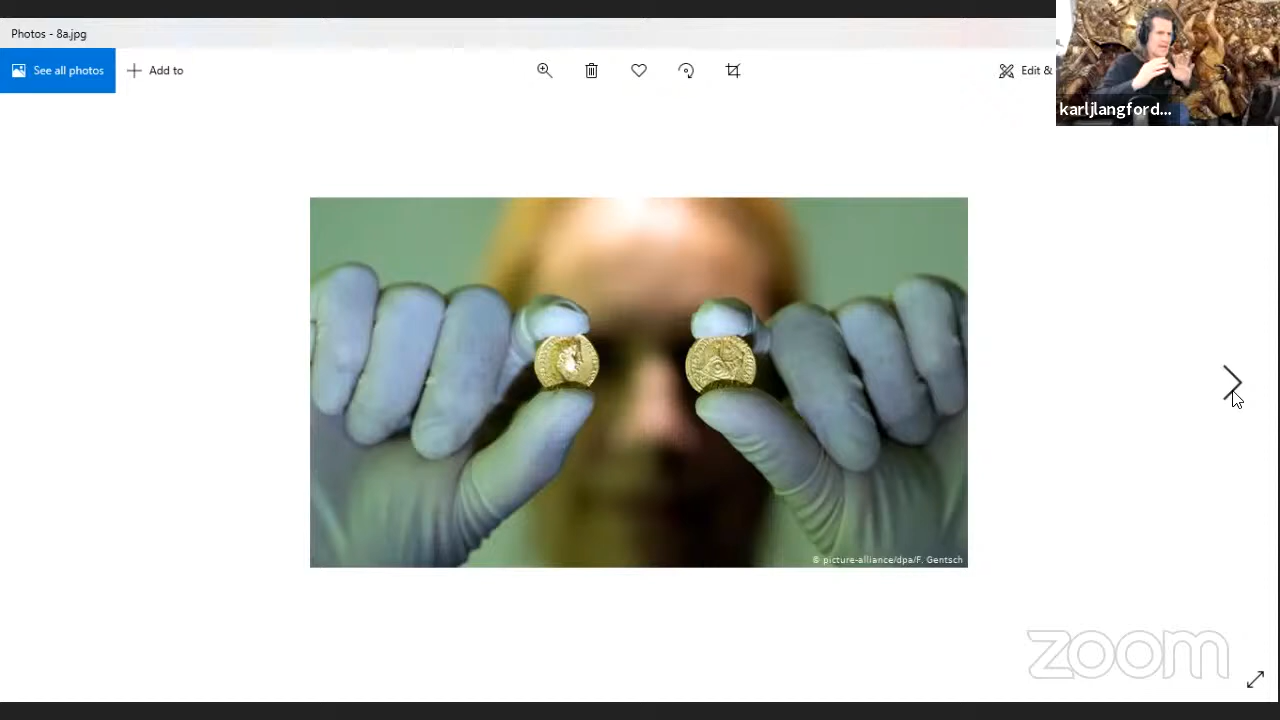 Photos - 8a.jpg
See all photos
Add to
Edit &
karljlangford...
© picture-alliance/dpa/F. Gentsch
zoom